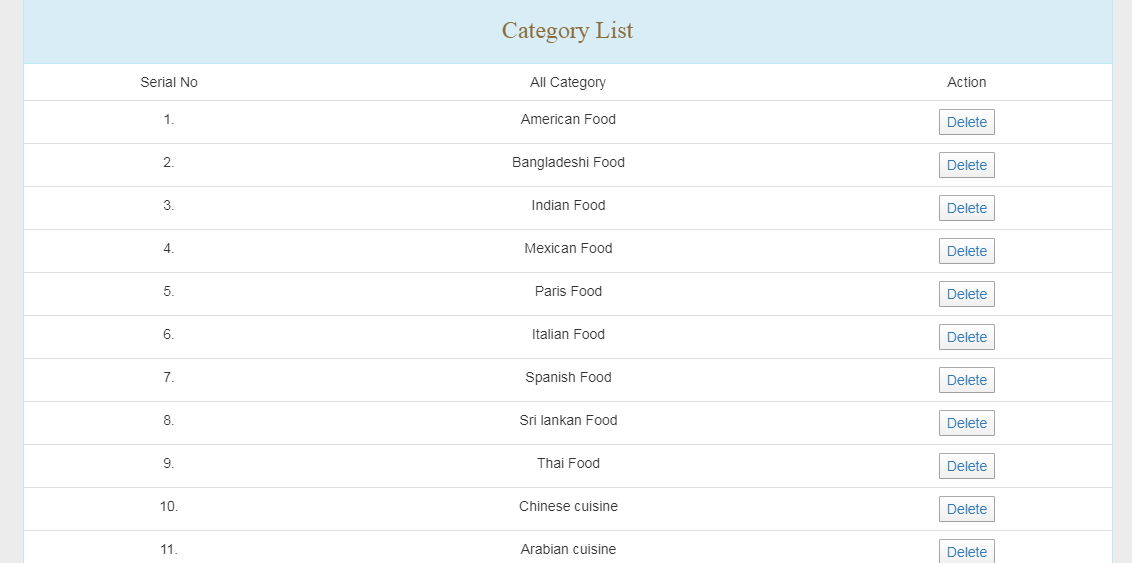 Category List
Serial No All Category Action
1. American Food Delete
2. Bangladeshi Food Delete
3. Indian Food Delete
4. Mexican Food Delete
5. Paris Food Delete
6. Italian Food Delete
7. Spanish Food Delete
8. Sri lankan Food Delete
9. Thai Food Delete
10. Chinese cuisine Delete
11. Arabian cuisine Delete